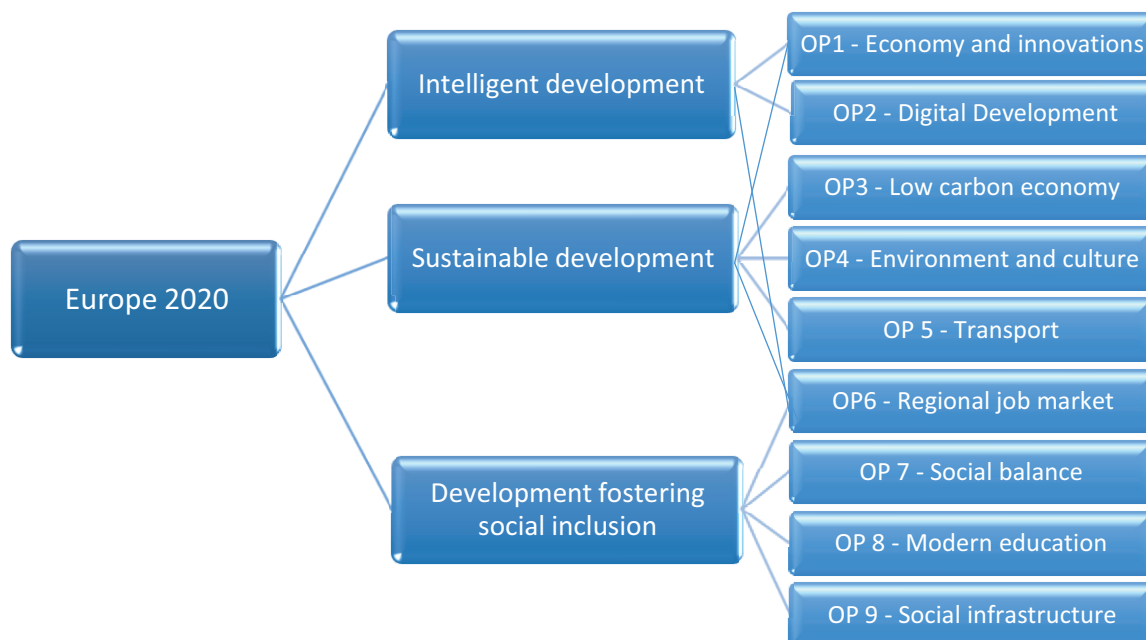 Europe 2020
Intelligent development
Sustainable development
Development fostering
social inclusion
OP1 - Economy and innovations
OP2 - Digital Development
OP3 - Low carbon economy
OP4 - Environment and culture
OP 5 - Transport
OP6 - Regional job market
OP 7 - Social balance
OP 8 - Modern education
OP 9 - Social infrastructure